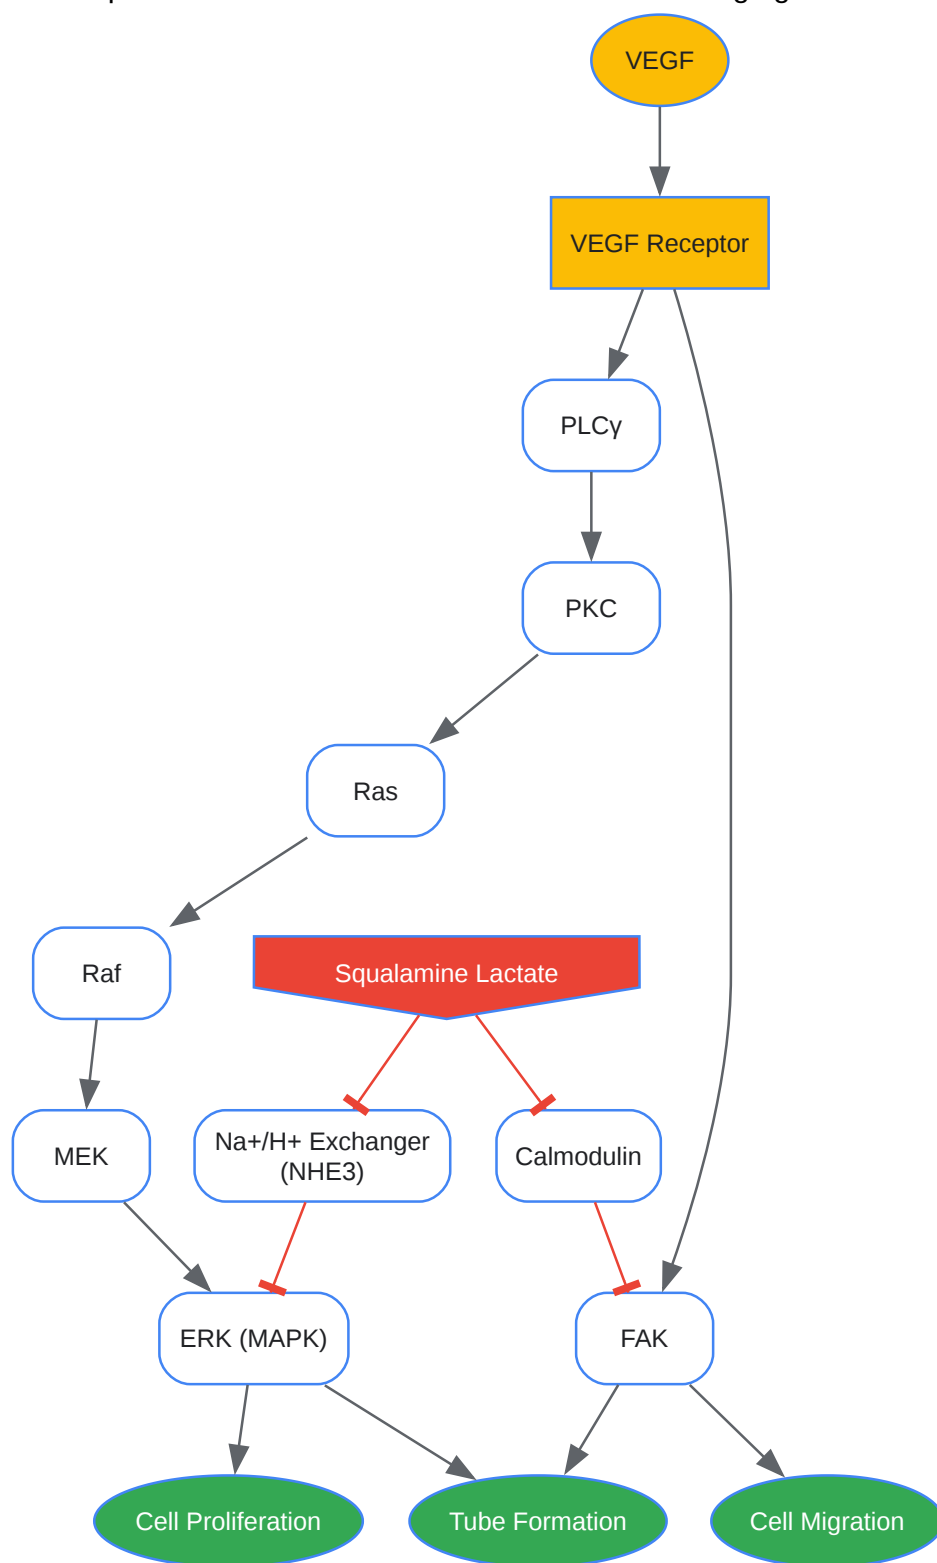 VEGF
VEGF Receptor
PLCγ
PKC
Ras
Raf
Squalamine Lactate
MEK
Na+/H+ Exchanger
(NHE3)
Calmodulin
ERK (MAPK)
FAK
Cell Proliferation
Tube Formation
Cell Migration